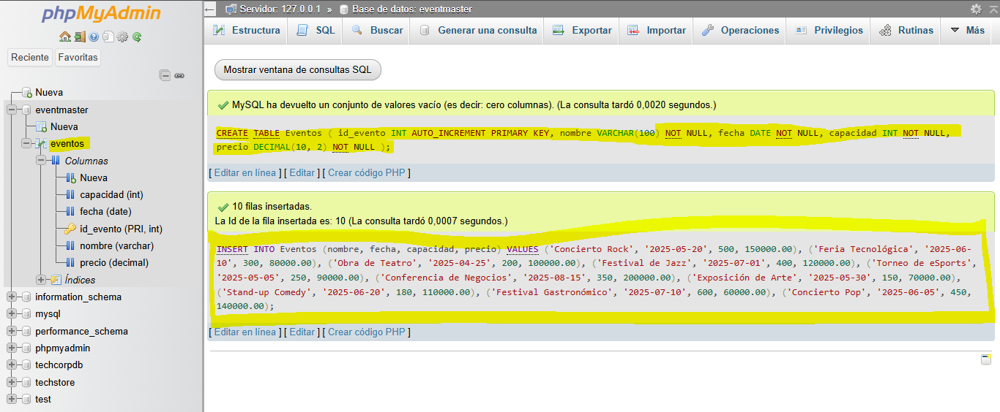 phpMyAdmin
Reciente Favoritas
Nueva
eventmaster
Nueva
eventos
Columnas
Nueva
capacidad (int)
fecha (date)
id_evento (PRI, int)
nombre (varchar)
precio (decimal)
Índices
information_schema
mysql
performance_schema
phpmyadmin
techcorpdb
techstore
test
Servidor: 127.0.0.1 » Base de datos: eventmaster
Estructura SQL Buscar Generar una consulta Exportar Importar Operaciones Privilegios Rutinas Más
Mostrar ventana de consultas SQL
MySQL ha devuelto un conjunto de valores vacío (es decir: cero columnas). (La consulta tardó 0,0020 segundos.)
CREATE TABLE Eventos ( id_evento INT AUTO_INCREMENT PRIMARY KEY, nombre VARCHAR(100) NOT NULL, fecha DATE NOT NULL, capacidad INT NOT NULL,
precio DECIMAL(10, 2) NOT NULL );
[ Editar en línea ] [ Editar ] [ Crear código PHP ]
10 filas insertadas.
La Id de la fila insertada es: 10 (La consulta tardó 0,0007 segundos.)
INSERT INTO Eventos (nombre, fecha, capacidad, precio) VALUES ('Concierto Rock', '2025-05-20', 500, 150000.00), ('Feria Tecnológica', '2025-06-
10', 300, 80000.00), ('Obra de Teatro', '2025-04-25', 200, 100000.00), ('Festival de Jazz', '2025-07-01', 400, 120000.00), ('Torneo de eSports',
'2025-05-05', 250, 90000.00), ('Conferencia de Negocios', '2025-08-15', 350, 200000.00), ('Exposición de Arte', '2025-05-30', 150, 70000.00),
('Stand-up Comedy', '2025-06-20', 180, 110000.00), ('Festival Gastronómico', '2025-07-10', 600, 60000.00), ('Concierto Pop', '2025-06-05', 450,
140000.00);
[ Editar en línea ] [ Editar ] [ Crear código PHP ]